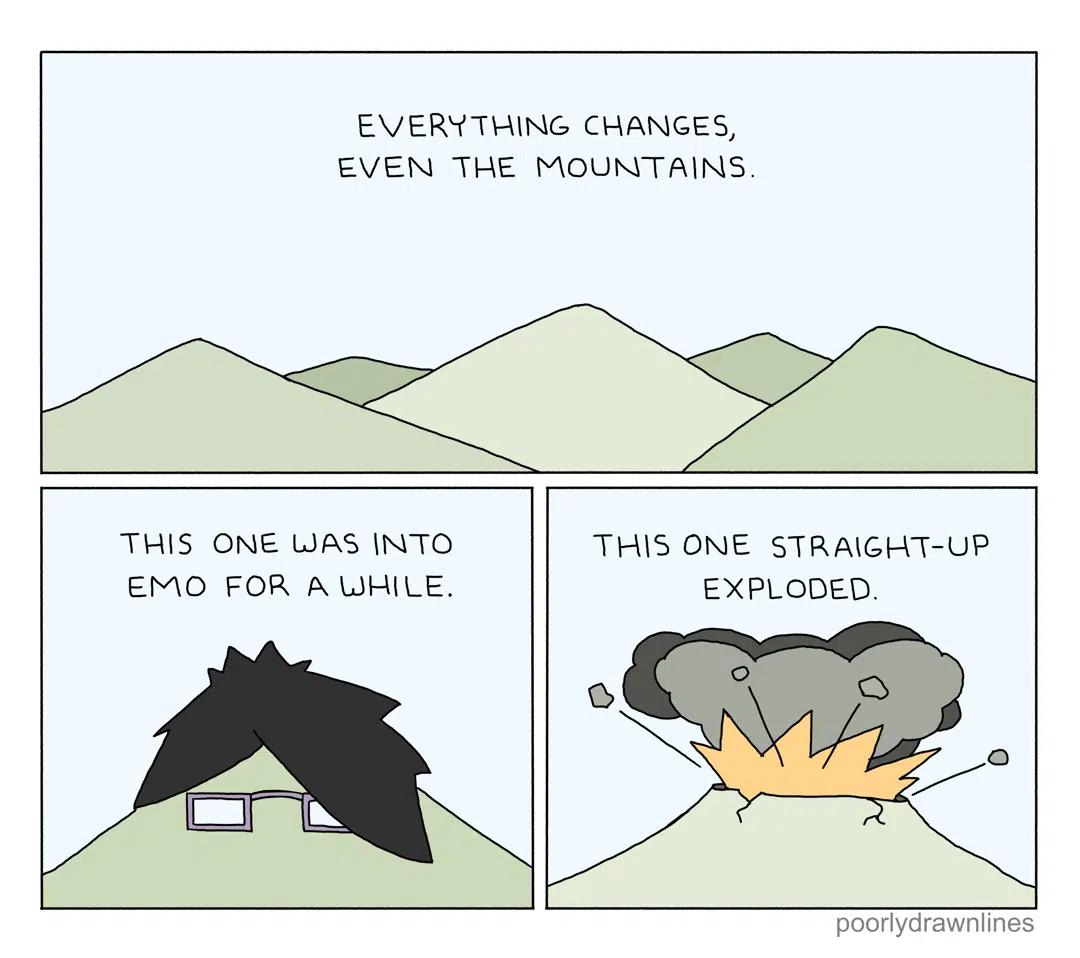 EVERYTHING CHANGES,
EVEN THE MOUNTAINS.
THIS ONE WAS INTO
EMO FOR A WHILE.
THIS ONE STRAIGHT-UP
EXPLODED.
poorlydrawnlines